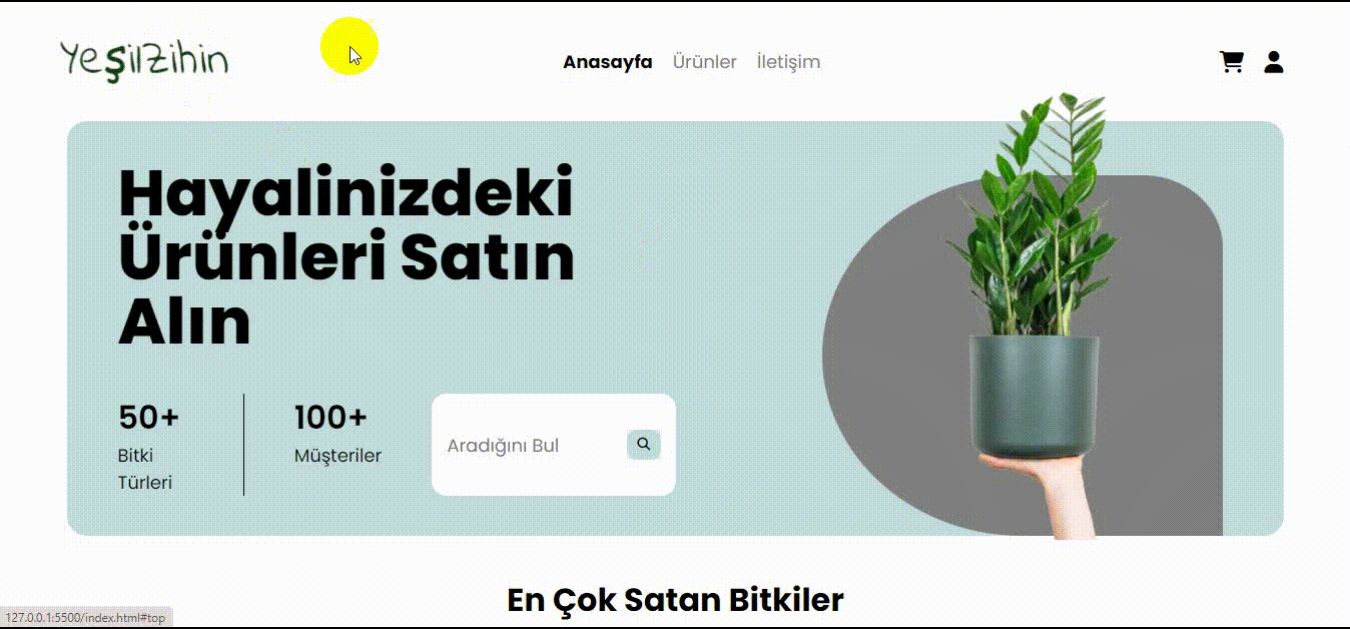 YeşilZihin
Anasayfa Ürünler İletişim
Hayalinizdeki
Ürünleri Satın
Alın
50+
Bitki
Türleri
100+
Müşteriler
Aradığını Bul
En Çok Satan Bitkiler
127.0.0.1:5500/index.html#top